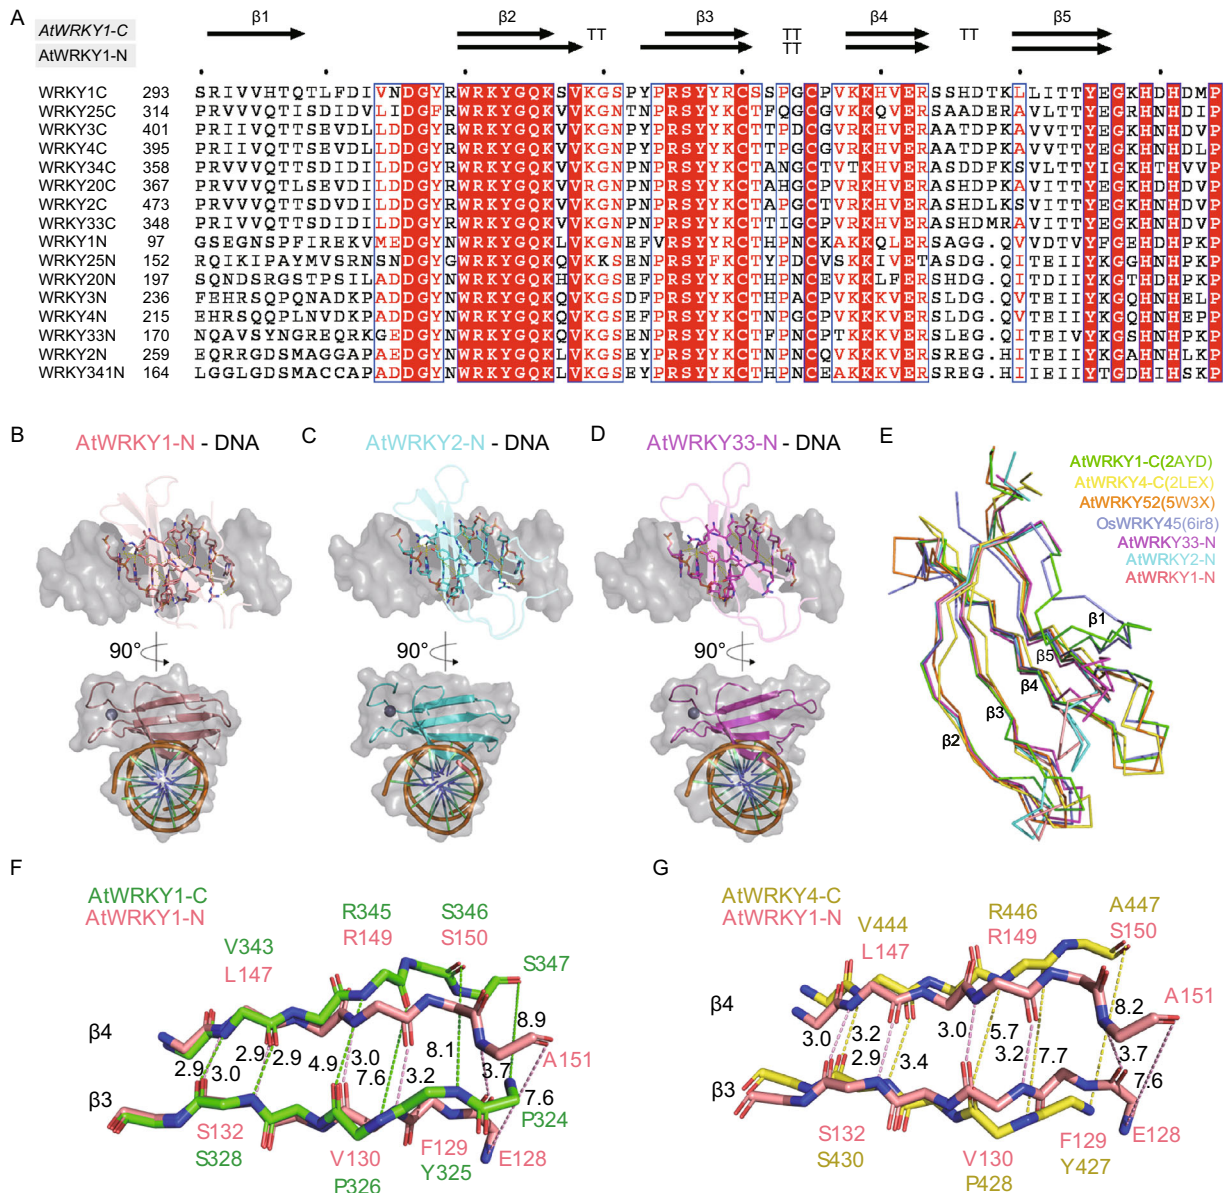 A
β1 β2 β3 β4 β5
AtWRKY1-C TT TT TT
AtWRKY1-N TT
WRKY1C 293 SRIVVHTQTLFDIVNDGYRWRKYGQKSVKGSPYPRSYYRCSSPGCPVKKHVERSSHDTKLLITTYEGKHDHDMP
WRKY25C 314 PRVVVQTISDIDVLIDGFRWRKYGQKVVKGNTNPRSYYKCTFQGCGVKKQVERSAADERAVLTTYEGRHNHDIP
WRKY3C 401 PRIIVQTTSEVDLLDDGYRWRKYGQKVVKGNPYPRSYYKCTTPDCGVRKHVERAATDPKAVVTTYEGKHNHDVP
WRKY4C 395 PRIIVQTTSEVDLLDDGYRWRKYGQKVVKGNPYPRSYYKCTTPGCGVRKHVERAATDPKAVVTTYEGKHNHDLP
WRKY34C 358 PRIIVQTTSDIDILDDGYRWRKYGQKVVKGNPNPRSYYKCTANGCTVTKHVERASDDFKSVLTTYIGKHTHVVP
WRKY20C 367 PRVVVQTLSEVDILDDGYRWRKYGQKVVRGNPNPRSYYKCTAHGCPVRKHVERASHDPKAVITTYEGKHDHDVP
WRKY2C 473 PRVVVQTTSDVDILDDGYRWRKYGQKVVKGNPNPRSYYKCTAPGCTVRKHVERASHDLKSVITTYEGKHNHDVP
WRKY33C 348 PRIVVQTTSDIDILDDGYRWRKYGQKVVKGNPNPRSYYKCTTIGCPVRKHVERASHDMRAVITTYEGKHNHDVP
WRKY1N 97 GSEGNSPFIREKVMEDGYNWRKYGQKLVKGNEFVRSYYRCTHPNCKAKKQLERSAGG.QVVDTVYFGEHDHPKP
WRKY25N 152 RQIKIPAYMVSRNSNDGYGWRKYGQKQVKKSENPRSYFKCTYPDCVSKKIVETASDG.QITEIIYKGGHNHPKP
WRKY20N 197 SQNDRGSTPSILADDGYNWRKYGQKHVKGSEFPRSYYKCTHPNCEVKKLFERSHDG.QITDIIYKGTHDHPKP
WRKY3N 236 FEHRSQPQNADKPADDGYNWRKYGQKQVKGSDFPRSYYKCTHPACPVKKKVERSLDG.QVTEIIYKGQHNHELP
WRKY4N 215 EHRSQQPLNVDKPADDGYNWRKYGQKQVKGSEFPRSYYKCTNPGCPVKKKVERSLDG.QVTEIIYKGQHNHEPP
WRKY33N 170 NQAVSYNGREQRKGEDGYNWRKYGQKQVKGSENPRSYYKCTFPNCPTKKKVERSLEG.QITEIVYKGSHNHPKP
WRKY2N 259 EQRRGDSMAGGAPAEDGYNWRKYGQKLVKGSEYPRSYYKCTNPNCQVKKKVERSREG.HITEIIYKGAHNHLKP
WRKY341N 164 LGGLGDSMACCAPADDGYNWRKYGQKLVKGSEYPRSYYKCTHPNCEAKKKVERSREG.HIIEIIYTGDHIHSKP
B AtWRKY1-N - DNA
C AtWRKY2-N - DNA
D AtWRKY33-N - DNA
90°
90°
90°
E
AtWRKY1-C(2AYD)
AtWRKY4-C(2LEX)
AtWRKY52(5W3X)
OsWRKY45(6ir8)
AtWRKY33-N
AtWRKY2-N
AtWRKY1-N
β1
β5
β4
β3
β2
F
AtWRKY1-C
AtWRKY1-N
R345 S346
R149 S150
V343
L147
S347
β4
8.9
2.9 3.0 2.9 2.9 4.9 3.0 7.6 3.2 8.1 3.7 7.6
A151
β3
P324
S132 F129 E128
S328 Y325
V130
P326
G
AtWRKY4-C
AtWRKY1-N
V444 R446 A447
L147 R149 S150
A151
β4
3.0 3.2 2.9 3.4 3.0 5.7 3.2 7.7 8.2 3.7 7.6
β3
S132 F129 E128
S430 Y427
V130
P428